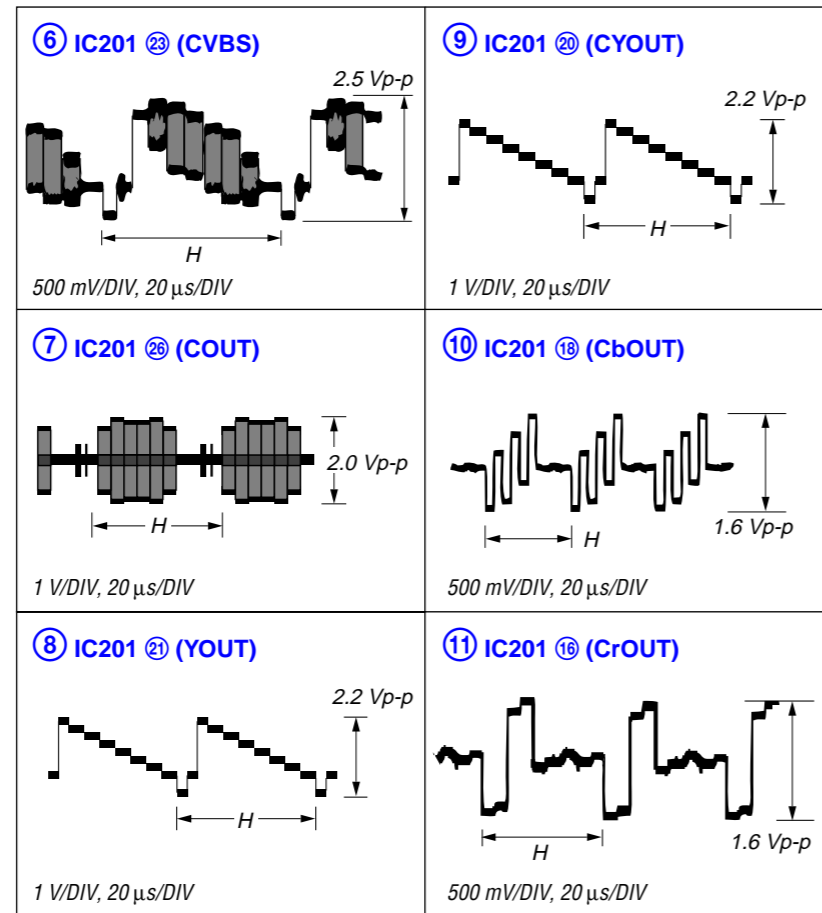 ⑥ IC201 ㉓ (CVBS)
2.5 Vp-p
H
500 mV/DIV, 20 µs/DIV
⑨ IC201 ⑳ (CYOUT)
2.2 Vp-p
H
1 V/DIV, 20 µs/DIV
⑦ IC201 ㉖ (COUT)
2.0 Vp-p
H
1 V/DIV, 20 µs/DIV
⑩ IC201 ⑱ (CbOUT)
H
1.6 Vp-p
500 mV/DIV, 20 µs/DIV
⑧ IC201 ㉑ (YOUT)
2.2 Vp-p
H
1 V/DIV, 20 µs/DIV
⑪ IC201 ⑯ (CrOUT)
H
1.6 Vp-p
500 mV/DIV, 20 µs/DIV